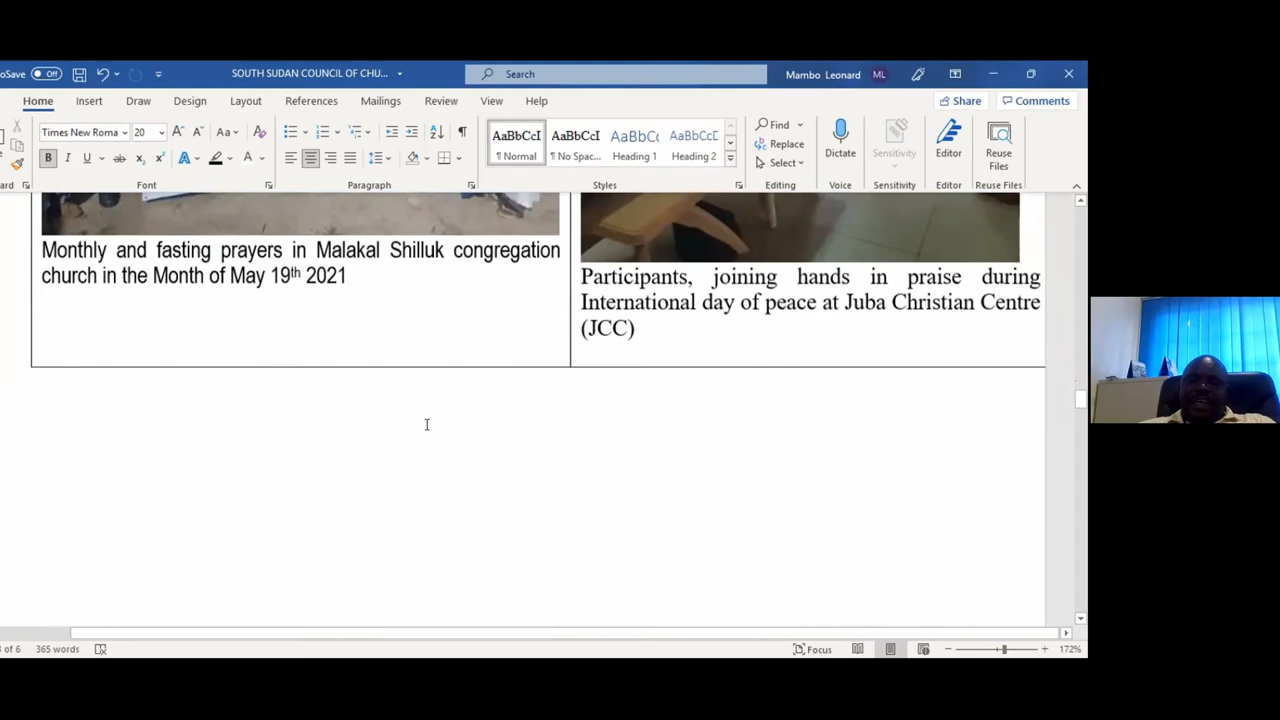 oSave Off SOUTH SUDAN COUNCIL OF CHU... Search Mambo Leonard ML
Home Insert Draw Design Layout References Mailings Review View Help Share Comments
Times New Roma 20 Aa AaBbCcI AaBbCcI AaBbCc AaBbCcD Find
Replace
Select
¶ Normal ¶ No Spac... Heading 1 Heading 2 Dictate Sensitivity Editor Reuse Files
ard Font Paragraph Styles Editing Voice Sensitivity Editor Reuse Files
Monthly and fasting prayers in Malakal Shilluk congregation
church in the Month of May 19th 2021
Participants, joining hands in praise during
International day of peace at Juba Christian Centre
(JCC)
of 6 365 words Focus 172%